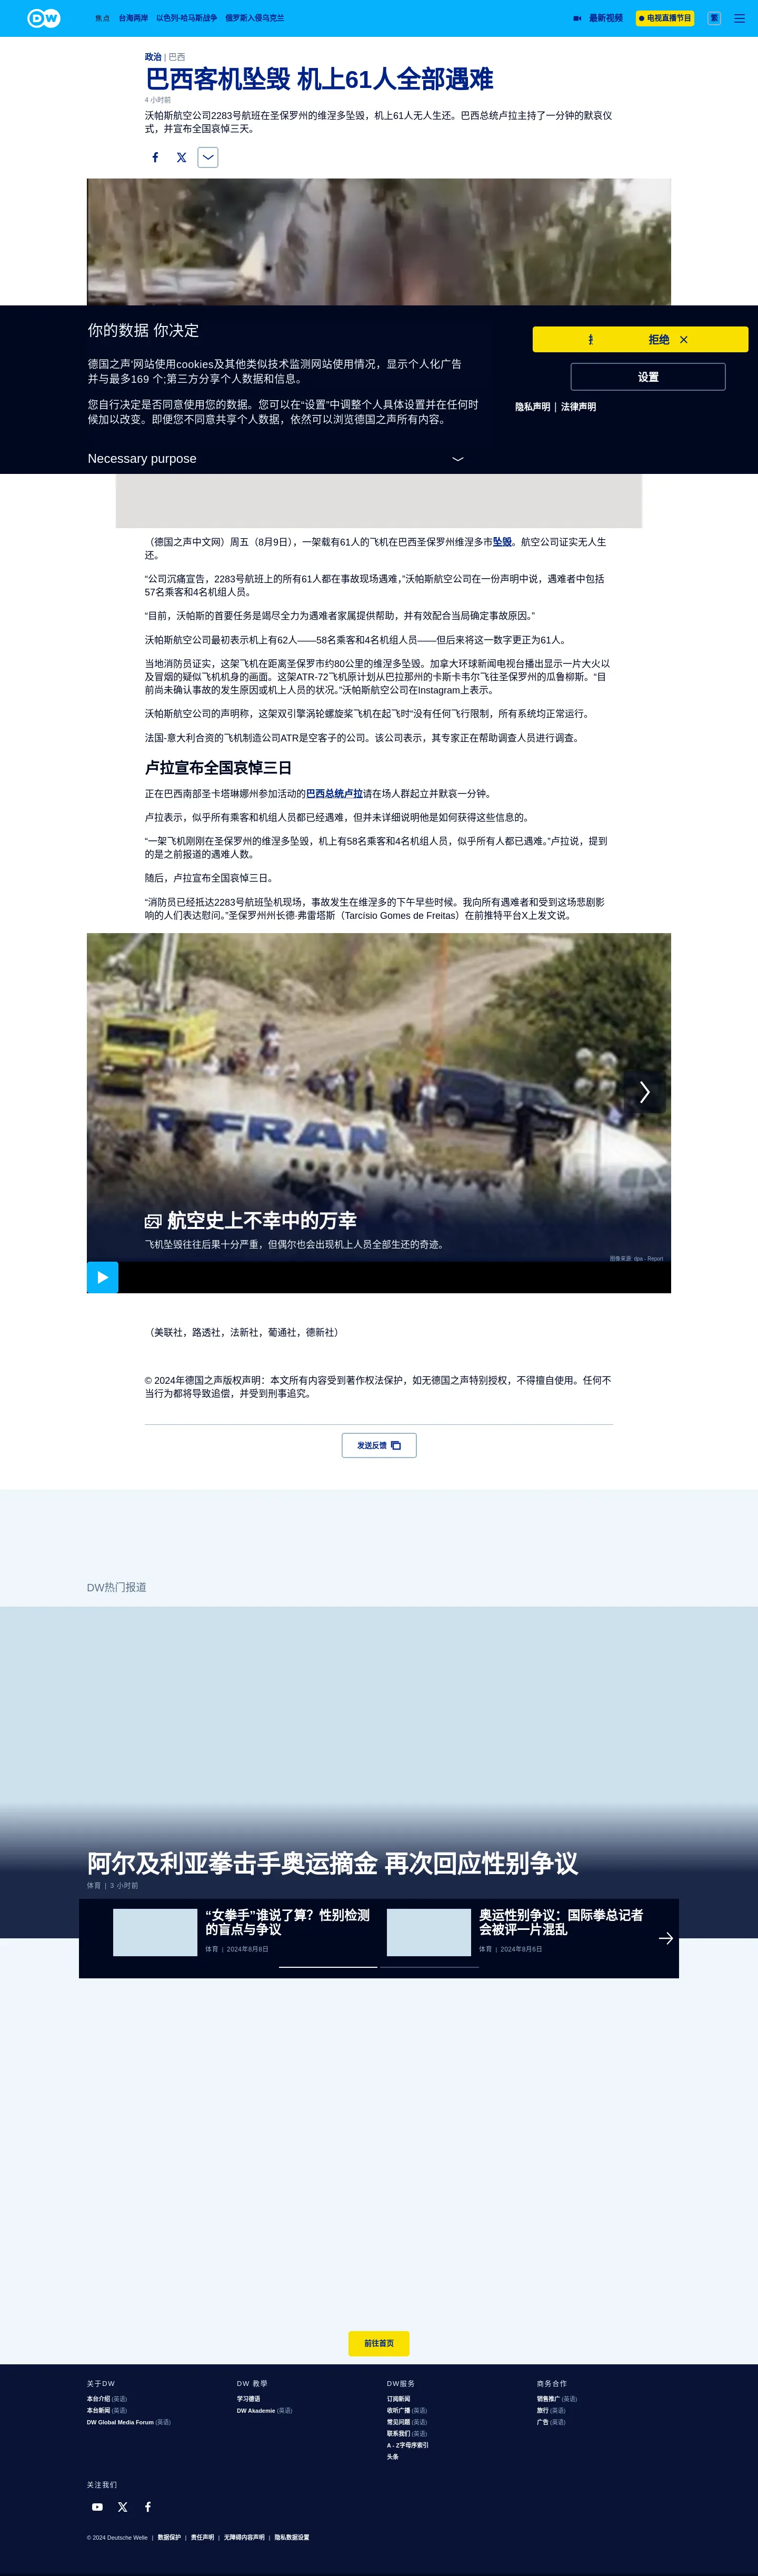 DW
焦点 台海两岸 以色列-哈马斯战争 俄罗斯入侵乌克兰 最新视频 电视直播节目 繁
政治 | 巴西
巴西客机坠毁 机上61人全部遇难
4 小时前
沃帕斯航空公司2283号航班在圣保罗州的维涅多坠毁，机上61人无人生还。巴西总统卢拉主持了一分钟的默哀仪
式，并宣布全国哀悼三天。
你的数据 你决定
德国之声'网站使用cookies及其他类似技术监测网站使用情况，显示个人化广告
并与最多169 个;第三方分享个人数据和信息。
您自行决定是否同意使用您的数据。您可以在“设置”中调整个人具体设置并在任何时
候加以改变。即便您不同意共享个人数据，依然可以浏览德国之声所有内容。
Necessary purpose
拒绝
设置
隐私声明 | 法律声明
（德国之声中文网）周五（8月9日），一架载有61人的飞机在巴西圣保罗州维涅多市坠毁。航空公司证实无人生
还。
“公司沉痛宣告，2283号航班上的所有61人都在事故现场遇难，”沃帕斯航空公司在一份声明中说，遇难者中包括
57名乘客和4名机组人员。
“目前，沃帕斯的首要任务是竭尽全力为遇难者家属提供帮助，并有效配合当局确定事故原因。”
沃帕斯航空公司最初表示机上有62人——58名乘客和4名机组人员——但后来将这一数字更正为61人。
当地消防员证实，这架飞机在距离圣保罗市约80公里的维涅多坠毁。加拿大环球新闻电视台播出显示一片大火以
及冒烟的疑似飞机机身的画面。这架ATR-72飞机原计划从巴拉那州的卡斯卡韦尔飞往圣保罗州的瓜鲁柳斯。“目
前尚未确认事故的发生原因或机上人员的状况。”沃帕斯航空公司在Instagram上表示。
沃帕斯航空公司的声明称，这架双引擎涡轮螺旋桨飞机在起飞时“没有任何飞行限制，所有系统均正常运行。
法国-意大利合资的飞机制造公司ATR是空客子的公司。该公司表示，其专家正在帮助调查人员进行调查。
卢拉宣布全国哀悼三日
正在巴西南部圣卡塔琳娜州参加活动的巴西总统卢拉请在场人群起立并默哀一分钟。
卢拉表示，似乎所有乘客和机组人员都已经遇难，但并未详细说明他是如何获得这些信息的。
“一架飞机刚刚在圣保罗州的维涅多坠毁，机上有58名乘客和4名机组人员，似乎所有人都已遇难。”卢拉说，提到
的是之前报道的遇难人数。
随后，卢拉宣布全国哀悼三日。
“消防员已经抵达2283号航班坠机现场，事故发生在维涅多的下午早些时候。我向所有遇难者和受到这场悲剧影
响的人们表达慰问。”圣保罗州州长德·弗雷塔斯（Tarcísio Gomes de Freitas）在前推特平台X上发文说。
R FRAN
航空史上不幸中的万幸
飞机坠毁往往后果十分严重，但偶尔也会出现机上人员全部生还的奇迹。
图像来源: dpa - Report
（美联社，路透社，法新社，葡通社，德新社）
© 2024年德国之声版权声明：本文所有内容受到著作权法保护，如无德国之声特别授权，不得擅自使用。任何不
当行为都将导致追偿，并受到刑事追究。
发送反馈
DW热门报道
阿尔及利亚拳击手奥运摘金 再次回应性别争议
体育 | 3 小时前
“女拳手”谁说了算？性别检测
的盲点与争议
体育 | 2024年8月8日
奥运性别争议：国际拳总记者
会被评一片混乱
体育 | 2024年8月6日
前往首页
关于DW
本台介绍 (英语)
本台新闻 (英语)
DW Global Media Forum (英语)
DW 教學
学习德语
DW Akademie (英语)
DW服务
订阅新闻
收听广播 (英语)
常见问题 (英语)
联系我们 (英语)
A - Z字母序索引
头条
商务合作
销售推广 (英语)
旅行 (英语)
广告 (英语)
关注我们
© 2024 Deutsche Welle | 数据保护 | 责任声明 | 无障碍内容声明 | 隐私数据设置